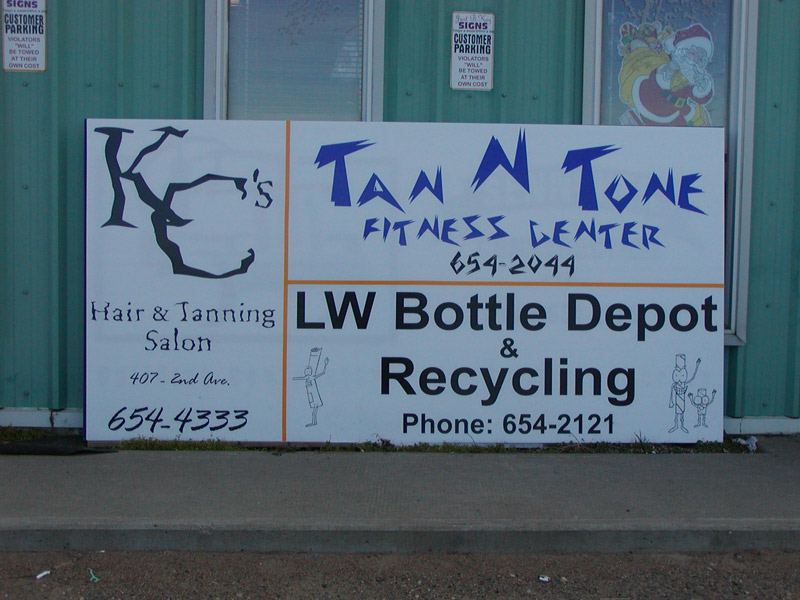 SIGNS
CUSTOMER
PARKING
VIOLATORS
"WILL"
BE TOWED
AT THEIR
OWN COST
SIGNS
CUSTOMER
PARKING
VIOLATORS
"WILL"
BE TOWED
AT THEIR
OWN COST
KC's
Hair & Tanning
Salon
407 - 2nd Ave.
654-4333
TAN N TONE
FITNESS CENTER
654-2044
LW Bottle Depot
&
Recycling
Phone: 654-2121